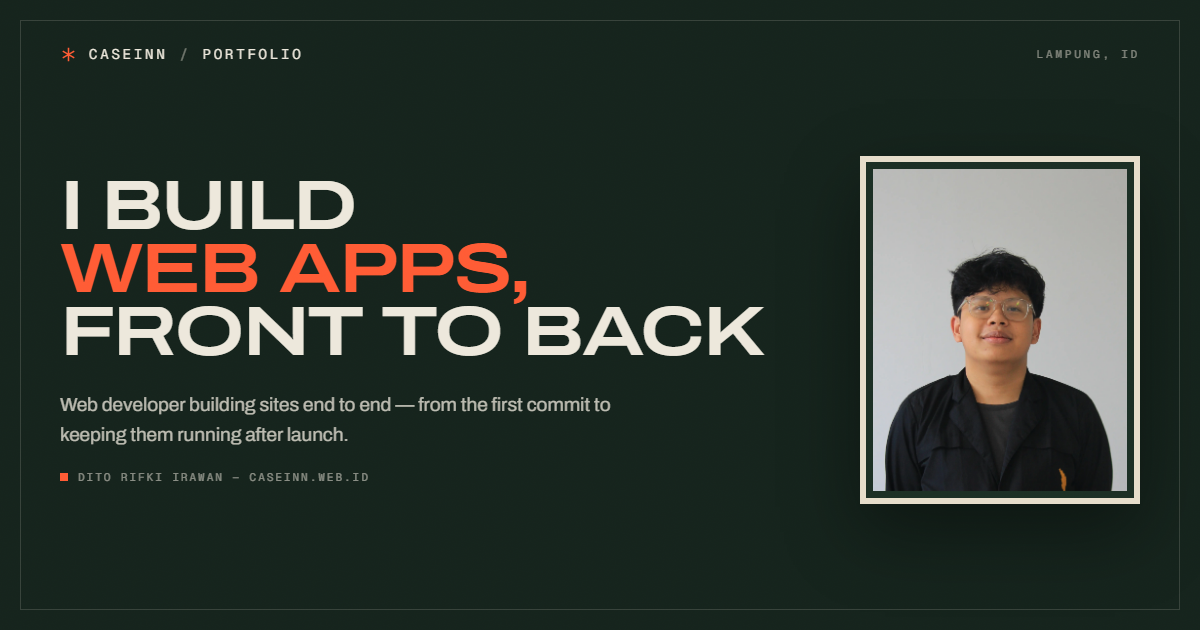 * CASEINN / PORTFOLIO
LAMPUNG, ID
I BUILD
WEB APPS,
FRONT TO BACK
Web developer building sites end to end — from the first commit to
keeping them running after launch.
DITO RIFKI IRAWAN – CASEINN.WEB.ID